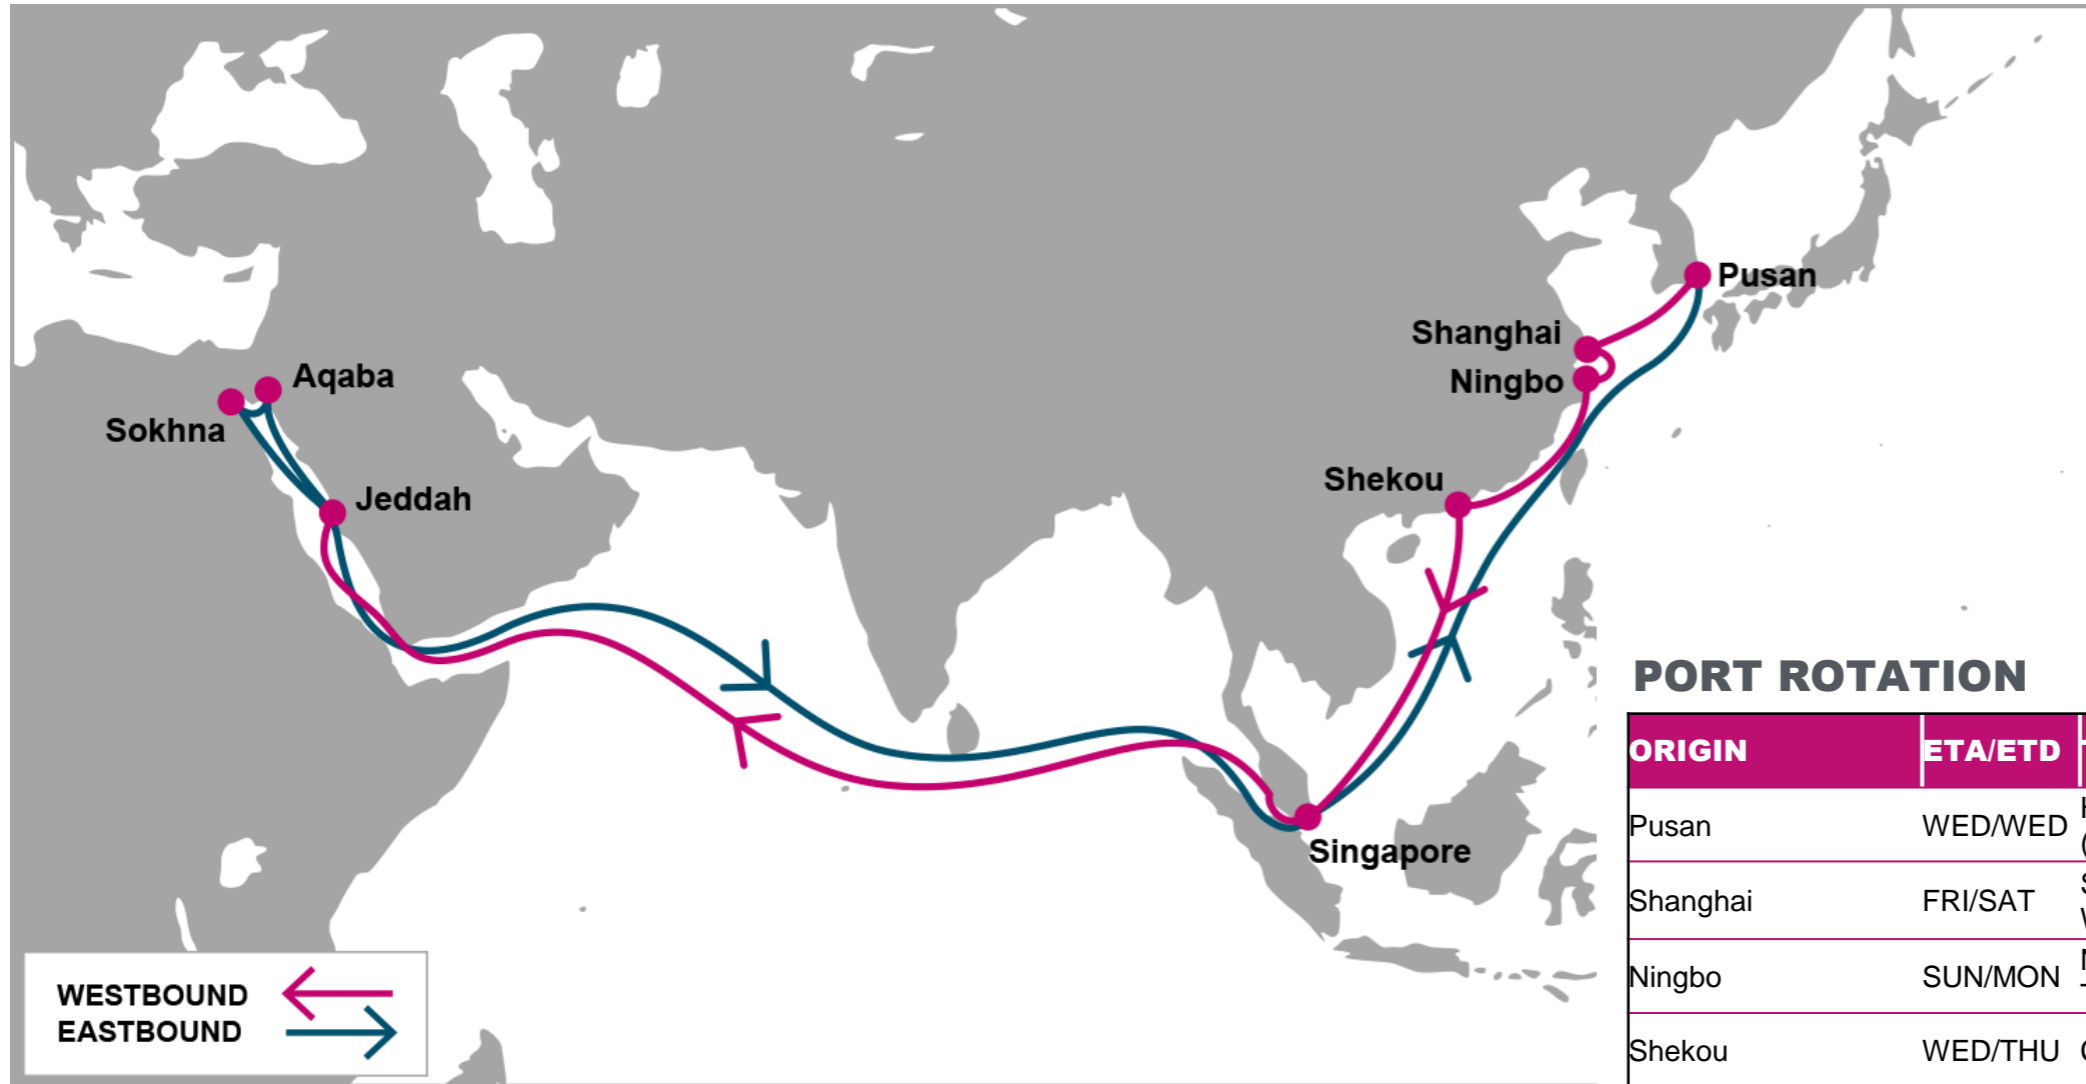 Pusan
Shanghai
Ningbo
Aqaba
Sokhna
Shekou
Jeddah
Singapore
WESTBOUND
EASTBOUND
PORT ROTATION
ORIGIN ETA/ETD
Pusan WED/WED
Shanghai FRI/SAT
Ningbo SUN/MON
Shekou WED/THU